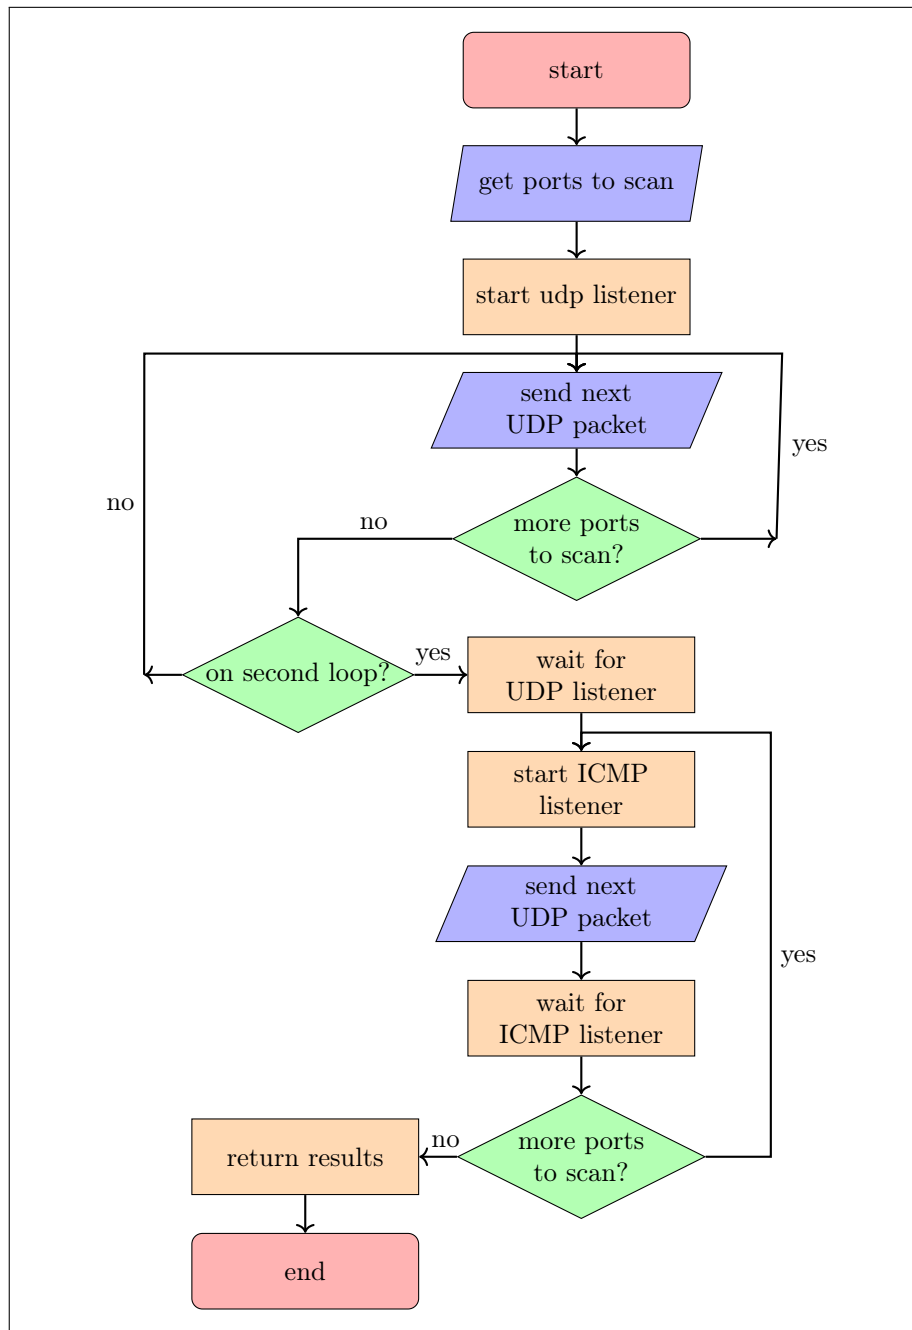 start
get ports to scan
start udp listener
send next
UDP packet
yes
no
more ports
to scan?
no
on second loop?
yes
wait for
UDP listener
start ICMP
listener
send next
UDP packet
yes
wait for
ICMP listener
more ports
to scan?
no
return results
end